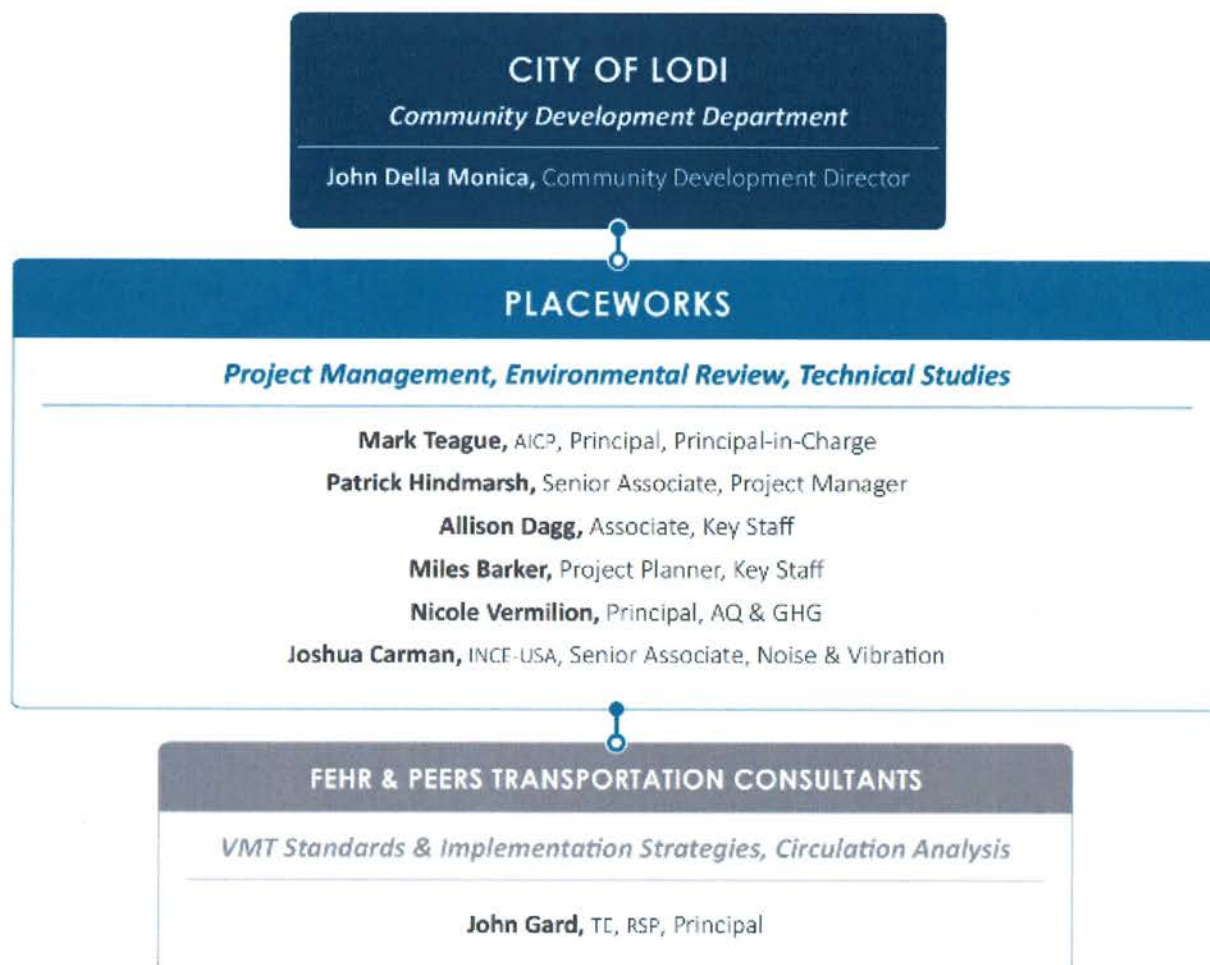 CITY OF LODI
Community Development Department
John Della Monica, Community Development Director
PLACEWORKS
Project Management, Environmental Review, Technical Studies
Mark Teague, AICP, Principal, Principal-in-Charge
Patrick Hindmarsh, Senior Associate, Project Manager
Allison Dagg, Associate, Key Staff
Miles Barker, Project Planner, Key Staff
Nicole Vermilion, Principal, AQ & GHG
Joshua Carman, INCE-USA, Senior Associate, Noise & Vibration
FEHR & PEERS TRANSPORTATION CONSULTANTS
VMT Standards & Implementation Strategies, Circulation Analysis
John Gard, TE, RSP, Principal